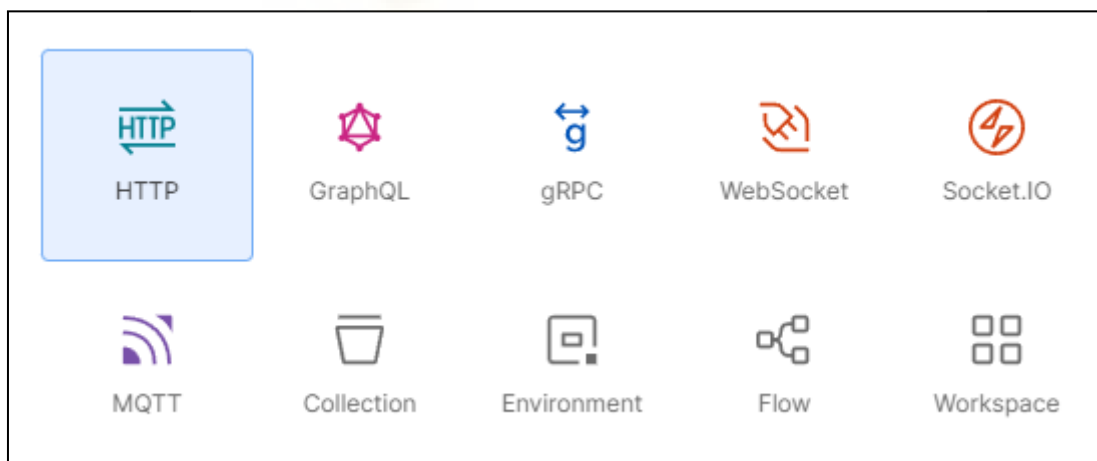 HTTP
HTTP GraphQL gRPC WebSocket Socket.IO
MQTT Collection Environment Flow Workspace